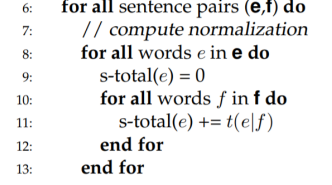 6: for all sentence pairs (e,f) do
7: // compute normalization
8: for all words e in e do
9: s-total(e) = 0
10: for all words f in f do
11: s-total(e) += t(e|f)
12: end for
13: end for